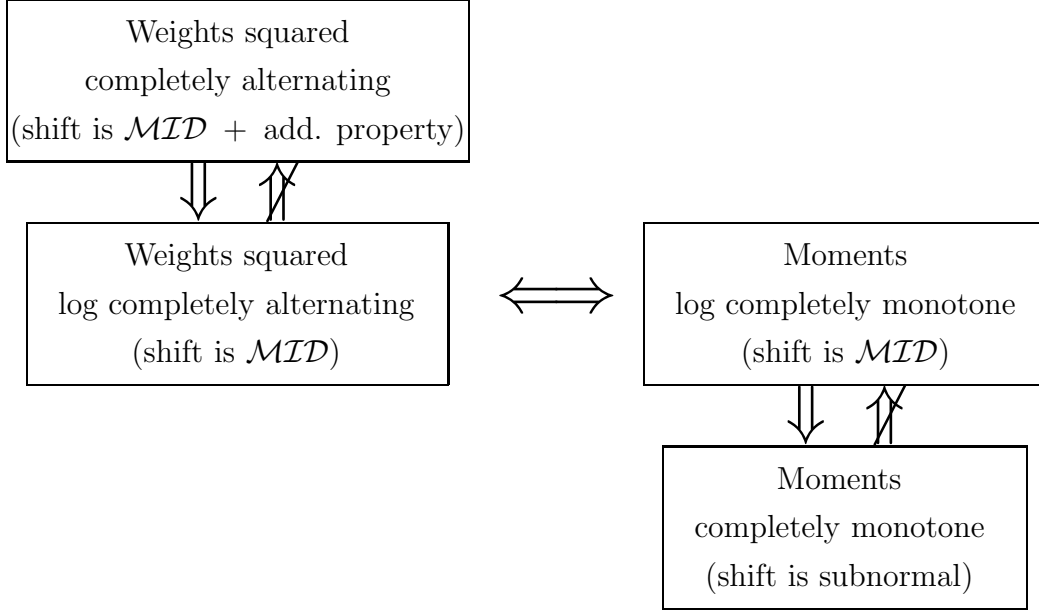 Weights squared
completely alternating
(shift is 𝓜𝓘𝓓 + add. property)
Weights squared
log completely alternating
(shift is 𝓜𝓘𝓓)
Moments
log completely monotone
(shift is 𝓜𝓘𝓓)
Moments
completely monotone
(shift is subnormal)